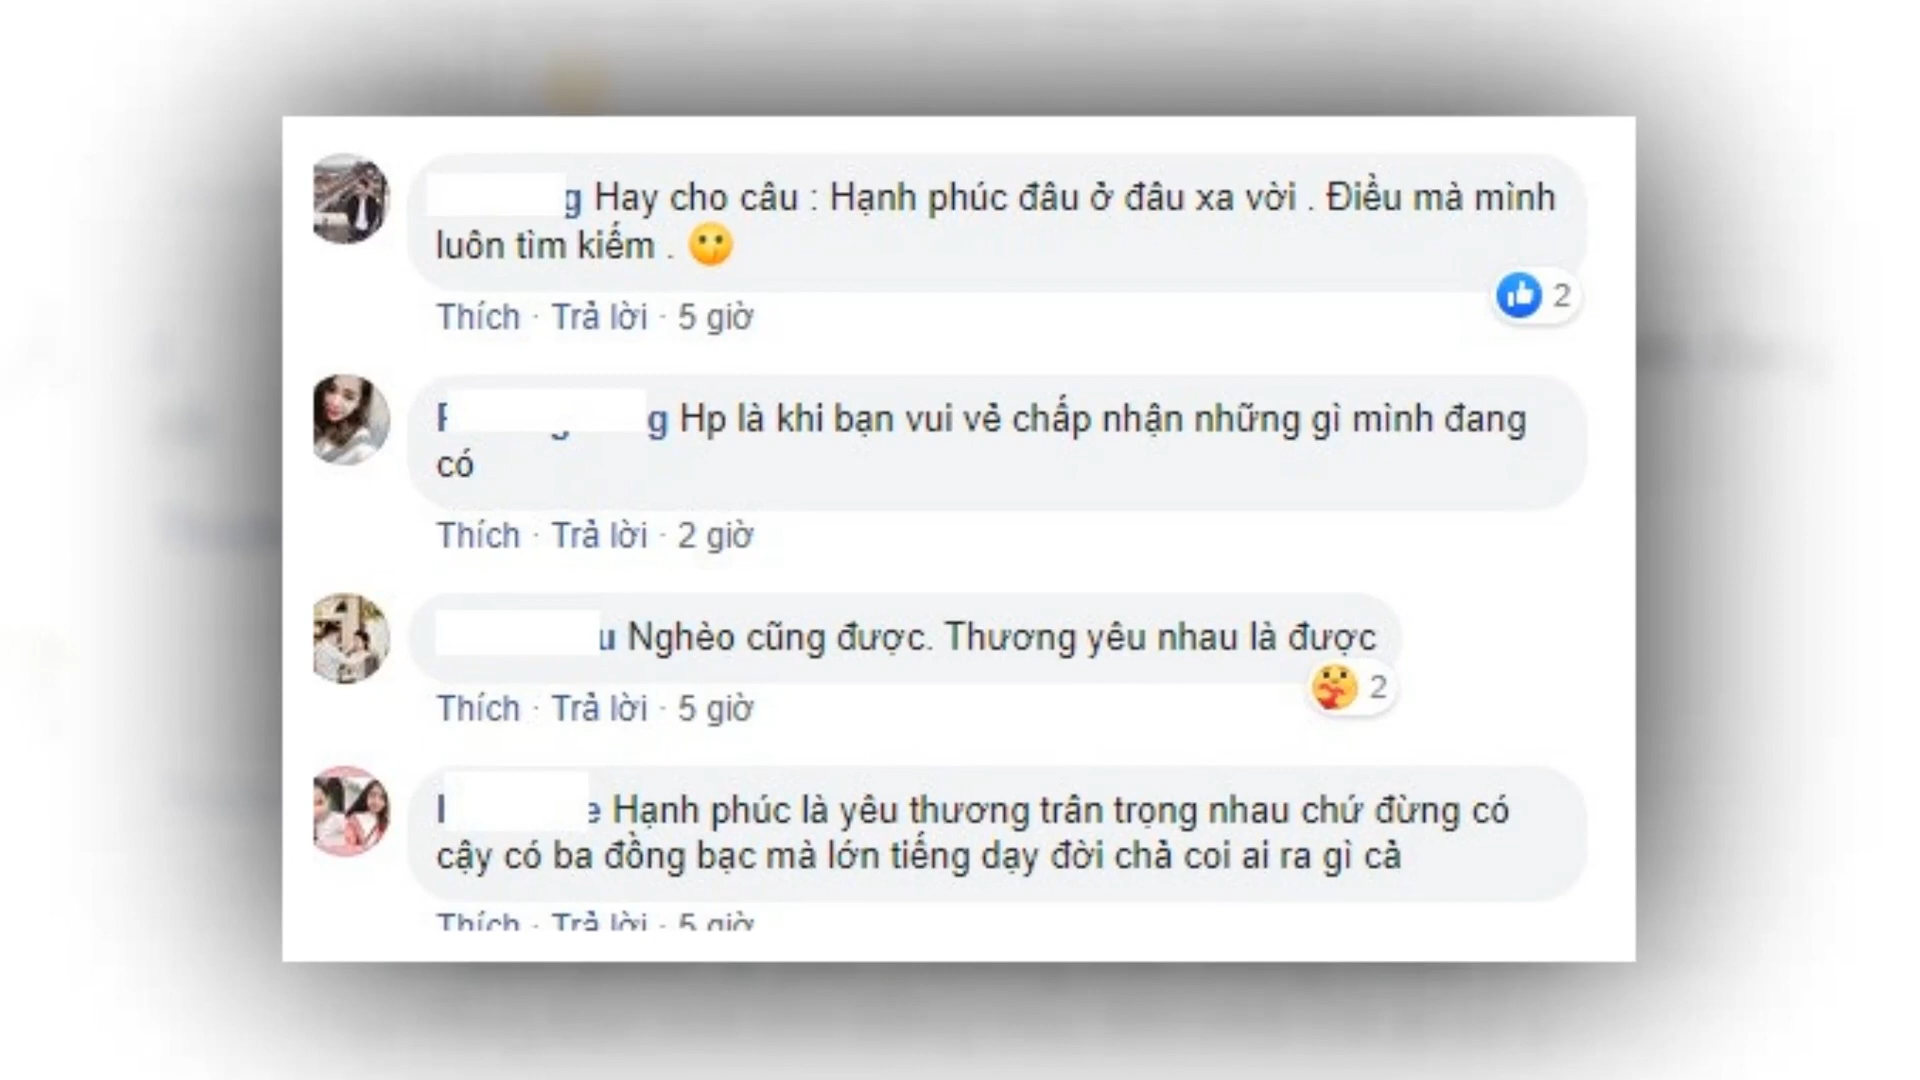 g Hay cho câu : Hạnh phúc đâu ở đâu xa vời . Điều mà mình
luôn tìm kiếm . 😶
2
Thích · Trả lời · 5 giờ
g Hp là khi bạn vui vẻ chấp nhận những gì mình đang
có
Thích · Trả lời · 2 giờ
u Nghèo cũng được. Thương yêu nhau là được
2
Thích · Trả lời · 5 giờ
e Hạnh phúc là yêu thương trân trọng nhau chứ đừng có
cậy có ba đồng bạc mà lớn tiếng dạy đời chả coi ai ra gì cả
Thích · Trả lời · 5 giờ